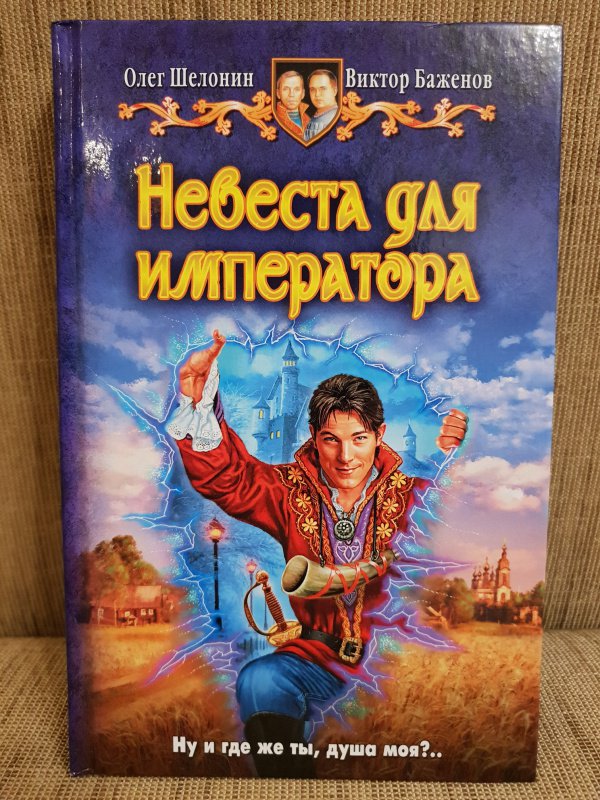 Олег Шелонин Виктор Баженов
Невеста для
императора
Ну и где же ты, душа моя?..